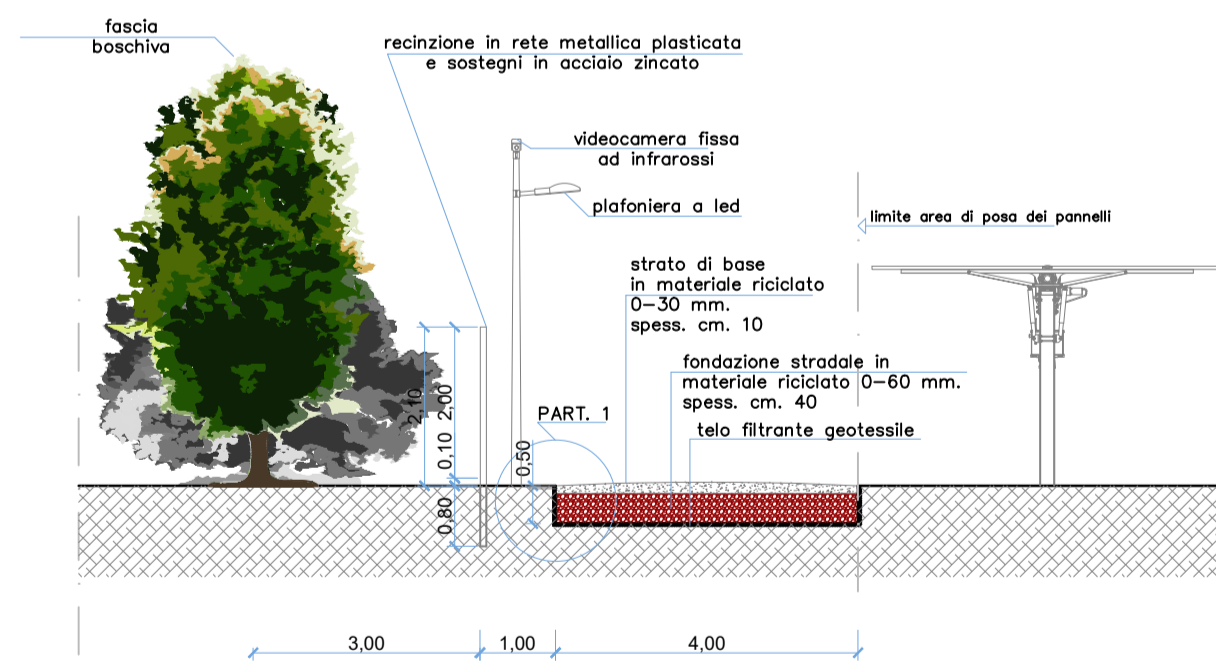 fascia
boschiva
recinzione in rete metallica plasticata
e sostegni in acciaio zincato
videocamera fissa
ad infrarossi
plafoniera a led
limite area di posa dei pannelli
strato di base
in materiale riciclato
0-30 mm.
spess. cm. 10
fondazione stradale in
materiale riciclato 0-60 mm.
spess. cm. 40
telo filtrante geotessile
PART. 1
2,10
2,00
0,10
0,50
0,80
3,00
1,00
4,00